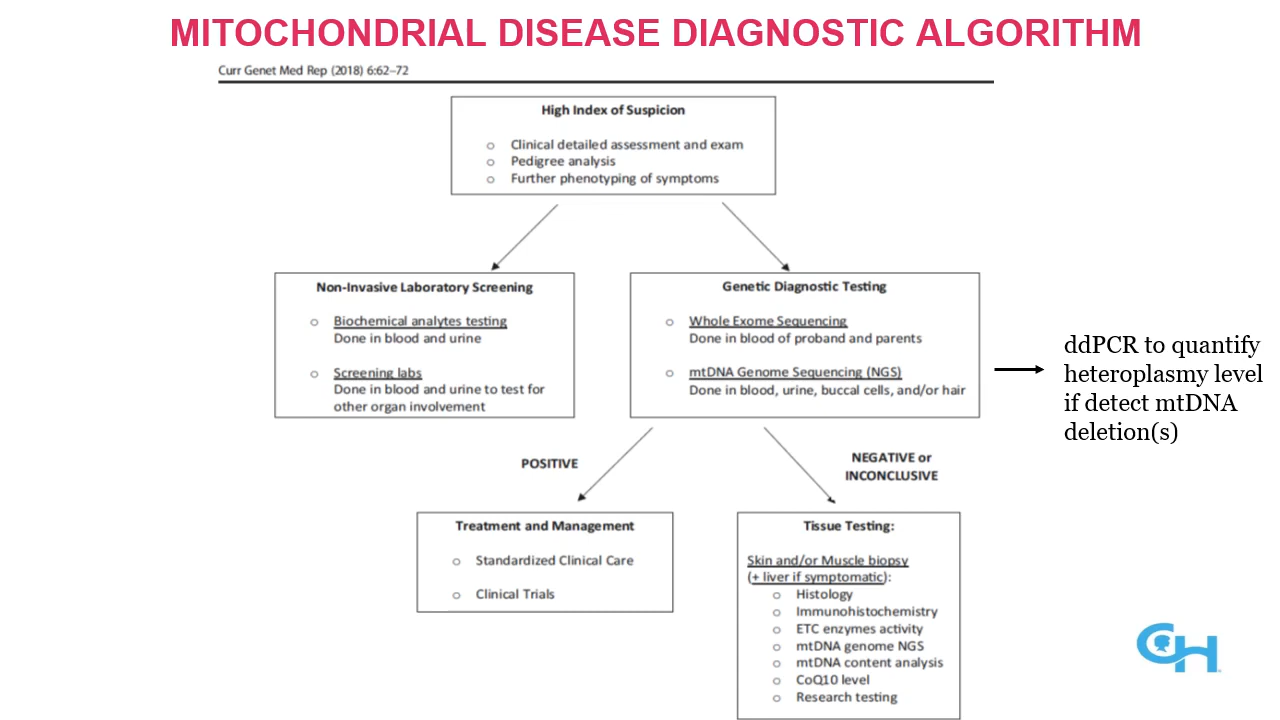 MITOCHONDRIAL DISEASE DIAGNOSTIC ALGORITHM
Curr Genet Med Rep (2018) 6:62–72
High Index of Suspicion
o Clinical detailed assessment and exam
o Pedigree analysis
o Further phenotyping of symptoms
Non-Invasive Laboratory Screening
o Biochemical analytes testing
Done in blood and urine
o Screening labs
Done in blood and urine to test for
other organ involvement
Genetic Diagnostic Testing
o Whole Exome Sequencing
Done in blood of proband and parents
o mtDNA Genome Sequencing (NGS)
Done in blood, urine, buccal cells, and/or hair
ddPCR to quantify
heteroplasmy level
if detect mtDNA
deletion(s)
POSITIVE
NEGATIVE or
INCONCLUSIVE
Treatment and Management
o Standardized Clinical Care
o Clinical Trials
Tissue Testing:
Skin and/or Muscle biopsy
(+ liver if symptomatic):
o Histology
o Immunohistochemistry
o ETC enzymes activity
o mtDNA genome NGS
o mtDNA content analysis
o CoQ10 level
o Research testing
CH